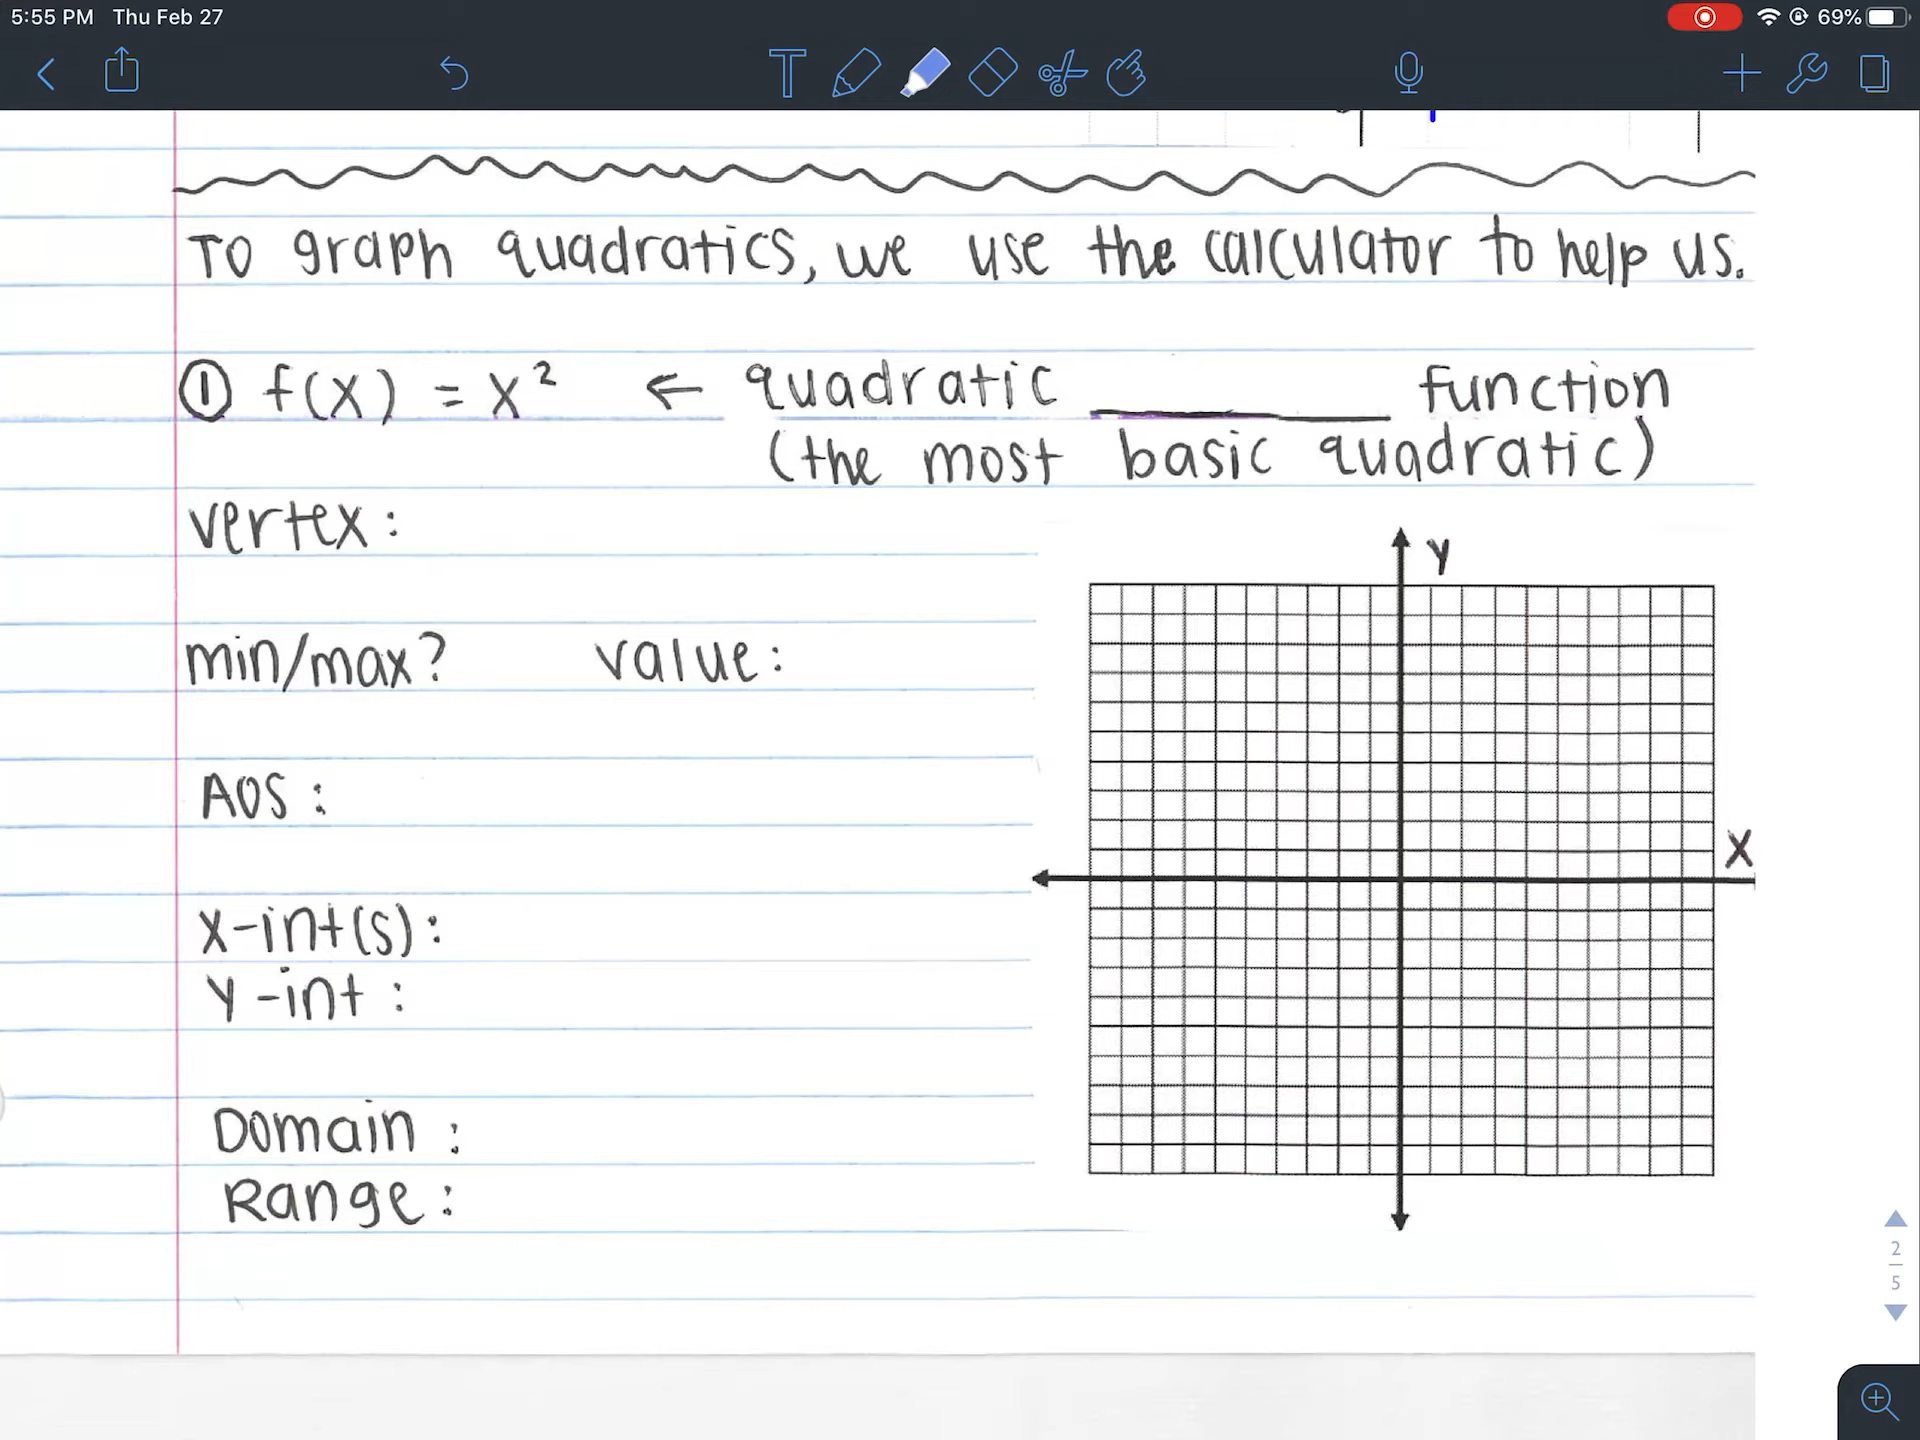 5:55 PM Thu Feb 27 69%
To graph quadratics, we use the calculator to help us.
① f(x) = x² ← quadratic ________ function
(the most basic quadratic)
vertex:
y
min/max? value:
AOS:
x
x-int(s):
y-int:
Domain:
Range:
2
5